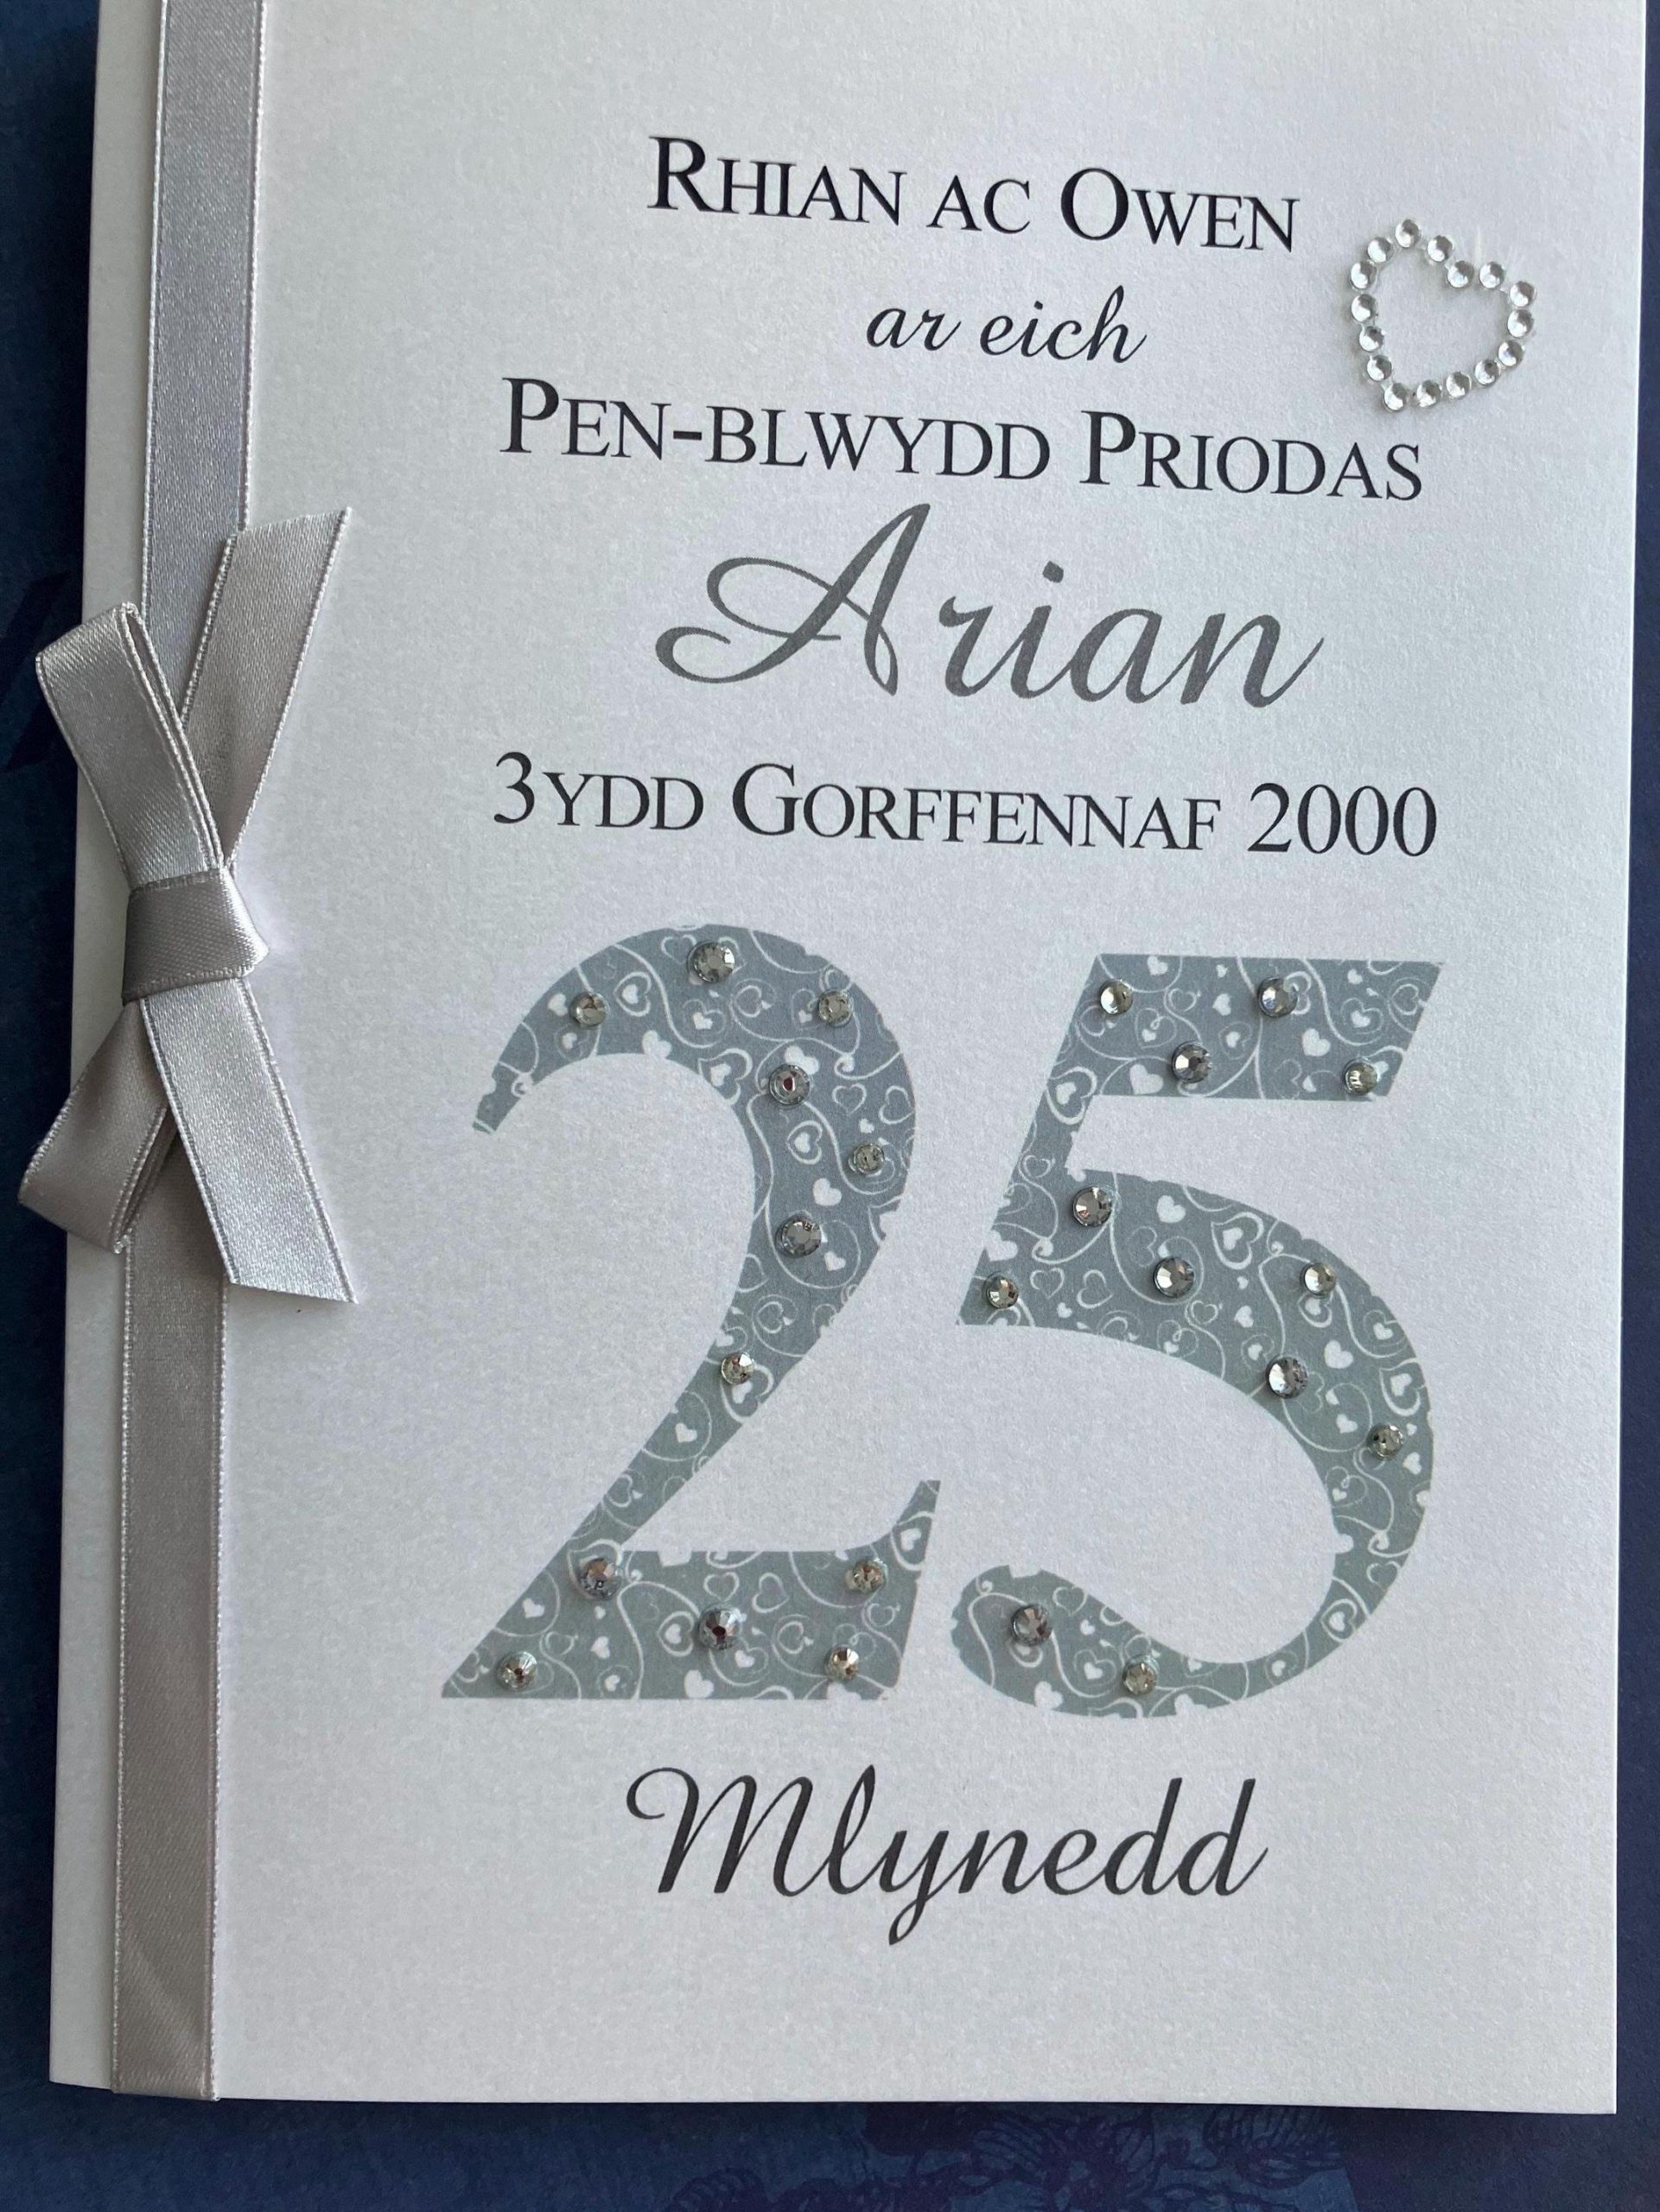 Rhian ac Owen
ar eich
Pen-blwydd Priodas
Arian
3ydd Gorffennaf 2000
25
Mlynedd